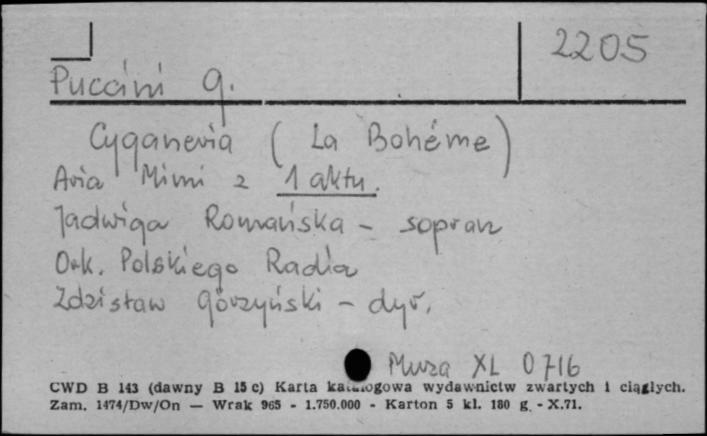 2205
Puccini G.
Cyganeria (La Bohéme)
Aria Mimi z 1 aktu.
Jadwiga Romańska – sopran
Ork. Polskiego Radia
Zdzisław Górzyński – dyr.
Muza XL 0716
CWD B 143 (dawny B 15 c) Karta katalogowa wydawnictw zwartych i ciągłych.
Zam. 1474/Dw/On — Wrak 965 - 1.750.000 - Karton 5 kl. 180 g. - X.71.